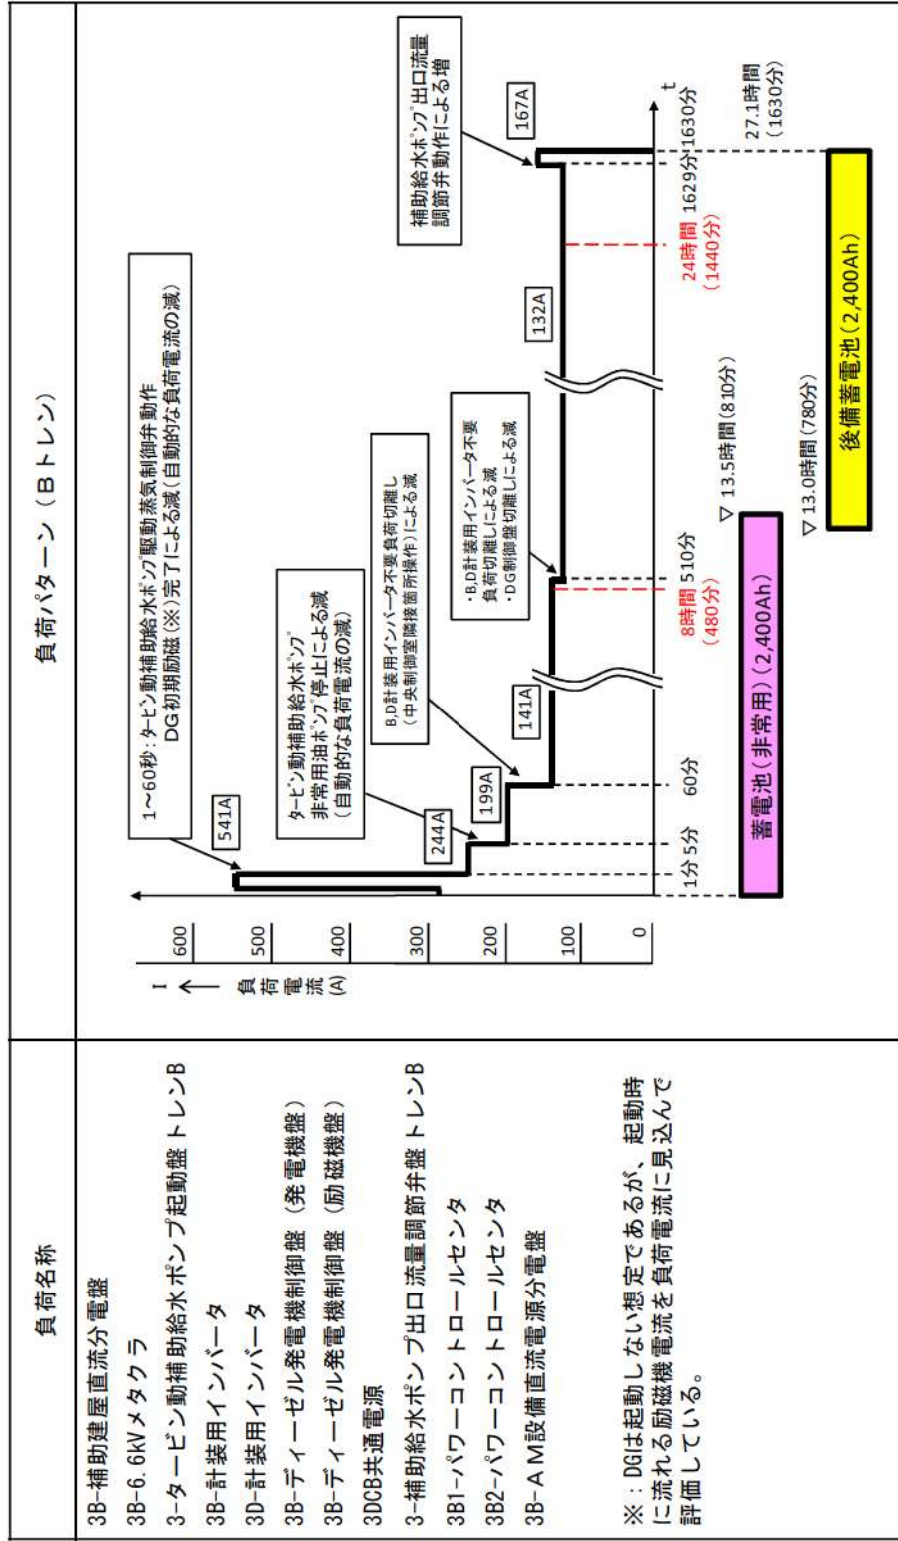 負荷名称
負荷パターン(Bトレン)
3B-補助建屋直流分電盤
3B-6.6kVメタクラ
3-タービン動補助給水ポンプ起動盤トレンB
3B-計装用インバータ
3D-計装用インバータ
3B-ディーゼル発電機制御盤(発電機盤)
3B-ディーゼル発電機制御盤(励磁機盤)
3DCB共通電源
3-補助給水ポンプ出口流量調節弁盤トレンB
3B1-パワーコントロールセンタ
3B2-パワーコントロールセンタ
3B-AM設備直流電源分電盤
※:DGは起動しない想定であるが、起動時
に流れる励磁機電流を負荷電流に見込んで
評価している。
I
負荷電流
(A)
600
500
400
300
200
100
0
1~60秒:タービン動補助給水ポンプ駆動蒸気制御弁動作
DG初期励磁(※)完了による減(自動的な負荷電流の減)
541A
タービン動補助給水ポンプ
非常用油ポンプ停止による減
(自動的な負荷電流の減)
244A
B,D計装用インバータ不要負荷切離し
(中央制御室隣接箇所操作)による減
199A
141A
・B,D計装用インバータ不要
負荷切離しによる減
・DG制御盤切離しによる減
132A
補助給水ポンプ出口流量
調節弁動作による増
167A
t
1分 5分
60分
8時間
(480分)
510分
24時間
(1440分)
1629分 1630分
27.1時間
(1630分)
▽ 13.5時間(810分)
蓄電池(非常用)(2,400Ah)
▽ 13.0時間(780分)
後備蓄電池(2,400Ah)